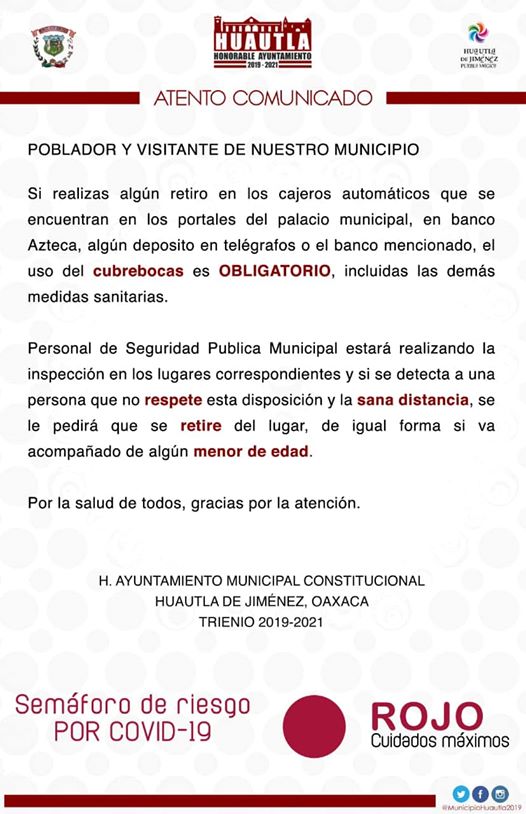 HUAUTLA
HONORABLE AYUNTAMIENTO
2019 - 2021
HUAUTLA
DE JIMÉNEZ
PUEBLO MÁGICO
ATENTO COMUNICADO
POBLADOR Y VISITANTE DE NUESTRO MUNICIPIO
Si realizas algún retiro en los cajeros automáticos que se
encuentran en los portales del palacio municipal, en banco
Azteca, algún deposito en telégrafos o el banco mencionado, el
uso del cubrebocas es OBLIGATORIO, incluidas las demás
medidas sanitarias.
Personal de Seguridad Publica Municipal estará realizando la
inspección en los lugares correspondientes y si se detecta a una
persona que no respete esta disposición y la sana distancia, se
le pedirá que se retire del lugar, de igual forma si va
acompañado de algún menor de edad.
Por la salud de todos, gracias por la atención.
H. AYUNTAMIENTO MUNICIPAL CONSTITUCIONAL
HUAUTLA DE JIMÉNEZ, OAXACA
TRIENIO 2019-2021
Semáforo de riesgo
POR COVID-19
ROJO
Cuidados máximos
@MunicipioHuautla2019